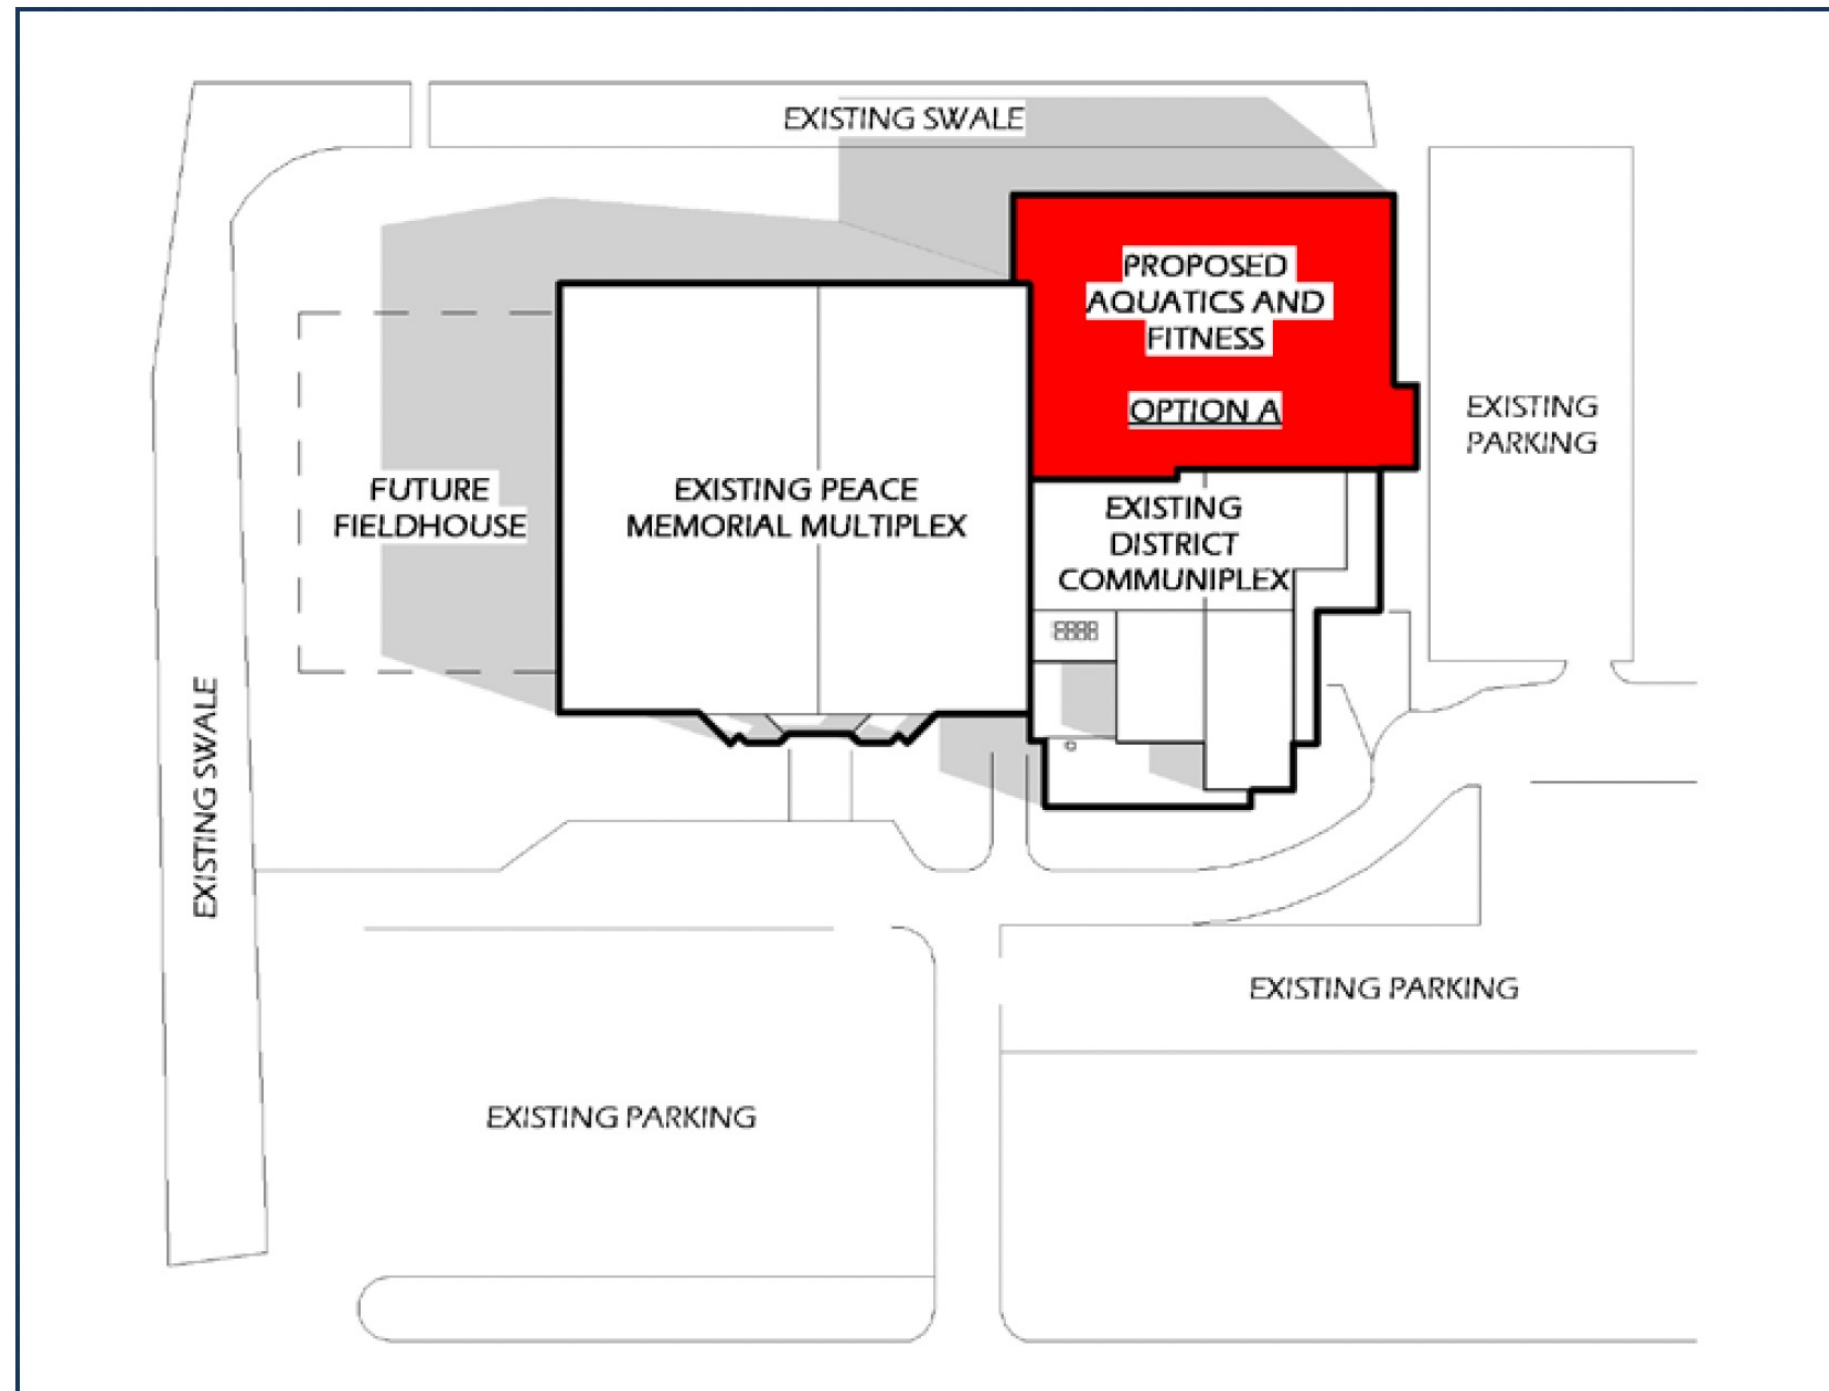 EXISTING SWALE
PROPOSED
AQUATICS AND
FITNESS
OPTION A
EXISTING
PARKING
FUTURE
FIELDHOUSE
EXISTING PEACE
MEMORIAL MULTIPLEX
EXISTING
DISTRICT
COMMUNIPLEX
EXISTING SWALE
EXISTING PARKING
EXISTING PARKING